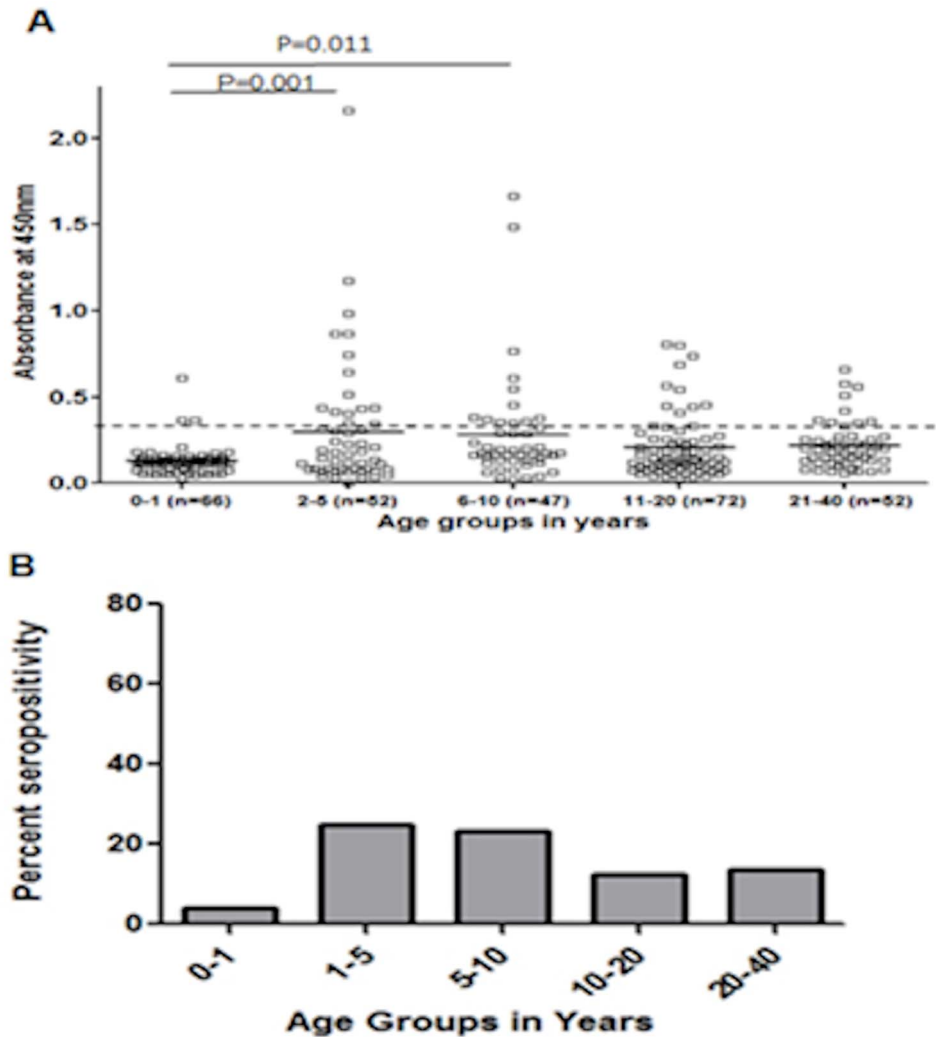 A
P=0.011
P=0.001
Absorbance at 450nm
2.0
1.5
1.0
0.5
0.0
0-1 (n=66) 2-5 (n=52) 6-10 (n=47) 11-20 (n=72) 21-40 (n=52)
Age groups in years
B
Percent seropositivity
80
60
40
20
0
0-1 1-5 5-10 10-20 20-40
Age Groups in Years